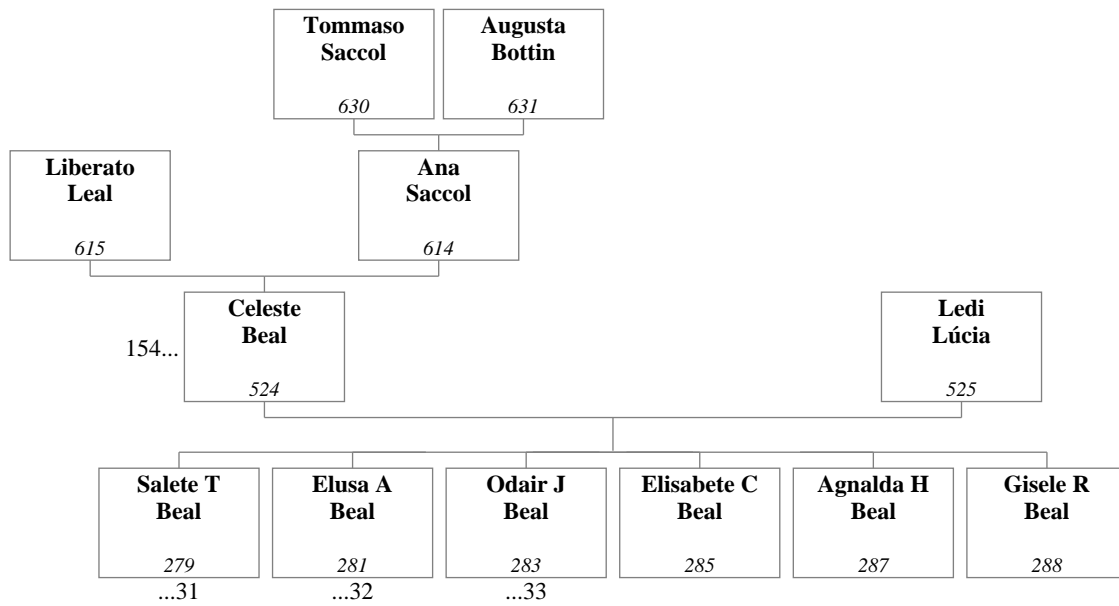 Tommaso
Saccol
630
Augusta
Bottin
631
Liberato
Leal
615
Ana
Saccol
614
154...
Celeste
Beal
524
Ledi
Lúcia
525
Salete T
Beal
279
...31
Elusa A
Beal
281
...32
Odair J
Beal
283
...33
Elisabete C
Beal
285
Agnalda H
Beal
287
Gisele R
Beal
288